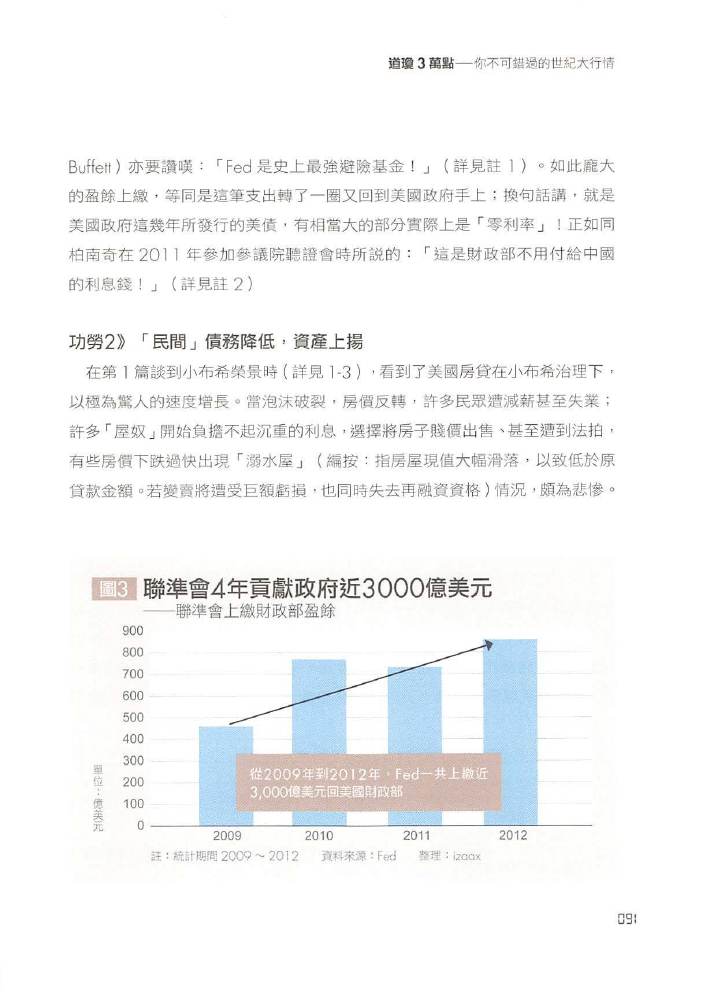 道瓊3萬點──你不可錯過的世紀大行情
Buffett）亦要讚嘆：「Fed 是史上最強避險基金！」（詳見註 1）。如此龐大
的盈餘上繳，等同是這筆支出轉了一圈又回到美國政府手上；換句話講，就是
美國政府這幾年所發行的美債，有相當大的部分實際上是「零利率」！正如同
柏南奇在 2011 年參加參議院聽證會時所說的：「這是財政部不用付給中國
的利息錢！」（詳見註 2）
功勞2》「民間」債務降低，資產上揚
在第 1 篇談到小布希榮景時（詳見 1-3），看到了美國房貸在小布希治理下，
以極為驚人的速度增長。當泡沫破裂，房價反轉，許多民眾遭減薪甚至失業；
許多「屋奴」開始負擔不起沉重的利息，選擇將房子賤價出售、甚至遭到法拍，
有些房價下跌過快出現「溺水屋」（編按：指房屋現值大幅滑落，以致低於原
貸款金額。若變賣將遭受巨額虧損，也同時失去再融資資格）情況，頗為悲慘。
圖3 聯準會4年貢獻政府近3000億美元
──聯準會上繳財政部盈餘
900
800
700
600
500
400
300
200
100
0
單位：億美元
從2009年到2012年，Fed一共上繳近
3,000億美元回美國財政部
2009 2010 2011 2012
註：統計期間 2009～2012 資料來源：Fed 整理：izaax
091